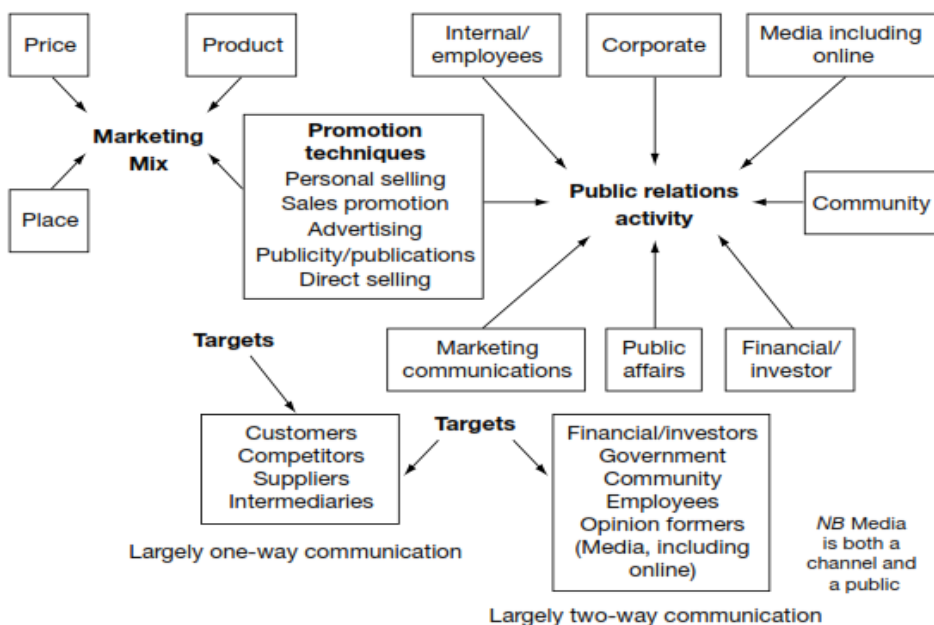 Price
Product
Internal/
employees
Corporate
Media including
online
Marketing
Mix
Promotion
techniques
Personal selling
Sales promotion
Advertising
Publicity/publications
Direct selling
Public relations
activity
Place
Community
Marketing
communications
Public
affairs
Financial/
investor
Targets
Customers
Competitors
Suppliers
Intermediaries
Largely one-way communication
Targets
Financial/investors
Government
Community
Employees
Opinion formers
(Media, including
online)
Largely two-way communication
NB Media
is both a
channel and
a public